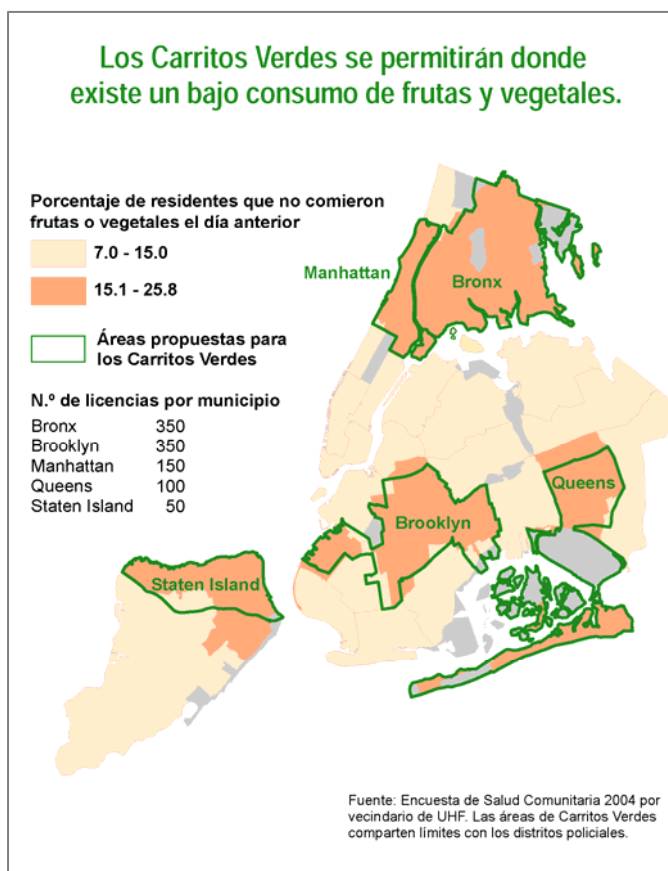 Los Carritos Verdes se permitirán donde
existe un bajo consumo de frutas y vegetales.
Porcentaje de residentes que no comieron
frutas o vegetales el día anterior
7.0 - 15.0
15.1 - 25.8
Áreas propuestas para
los Carritos Verdes
N.º de licencias por municipio
Bronx 350
Brooklyn 350
Manhattan 150
Queens 100
Staten Island 50
Manhattan
Bronx
Queens
Brooklyn
Staten Island
Fuente: Encuesta de Salud Comunitaria 2004 por
vecindario de UHF. Las áreas de Carritos Verdes
comparten límites con los distritos policiales.